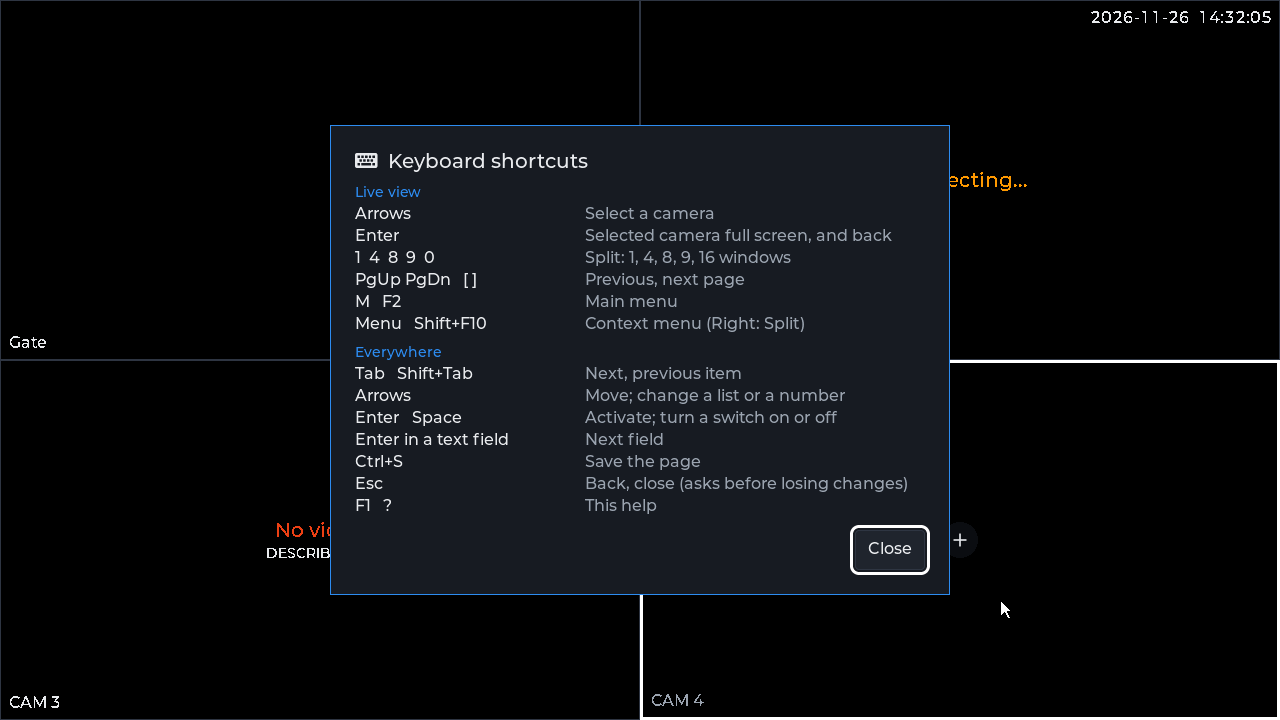 2026-11-26 14:32:05
Keyboard shortcuts
Live view
Arrows Select a camera
Enter Selected camera full screen, and back
1 4 8 9 0 Split: 1, 4, 8, 9, 16 windows
PgUp PgDn [ ] Previous, next page
M F2 Main menu
Menu Shift+F10 Context menu (Right: Split)
Everywhere
Tab Shift+Tab Next, previous item
Arrows Move; change a list or a number
Enter Space Activate; turn a switch on or off
Enter in a text field Next field
Ctrl+S Save the page
Esc Back, close (asks before losing changes)
F1 ? This help
Close
ecting...
Gate
No vi
DESCRIB
+
CAM 3
CAM 4